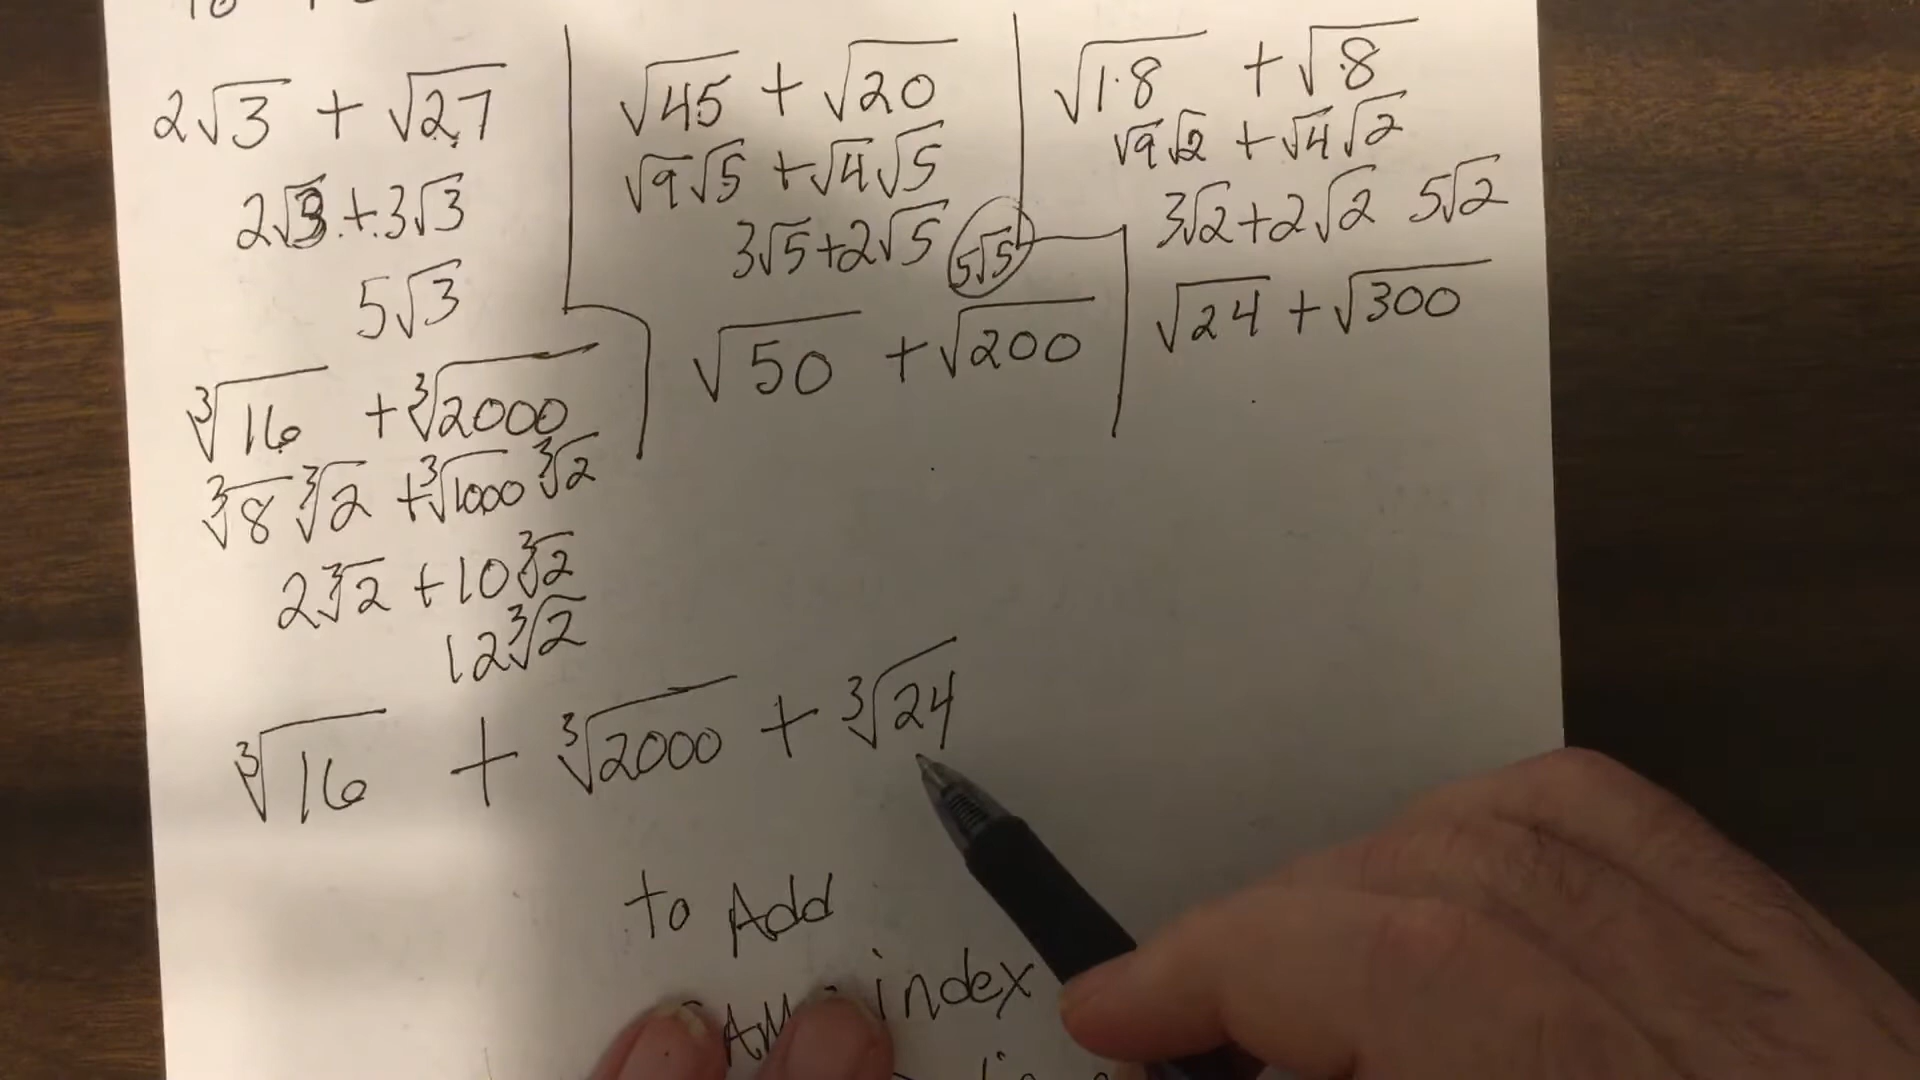 2√3 + √27
2√3 + 3√3
5√3
√45 + √20
√9√5 + √4√5
3√5+2√5 5√5
√1·8 + √·8
√9√2 + √4√2
3√2+2√2 5√2
∛16 + ∛2000
∛8∛2 + ∛1000 ∛2
2∛2 + 10∛2
12∛2
√50 + √200
√24 + √300
∛16 + ∛2000 + ∛24
to Add
index